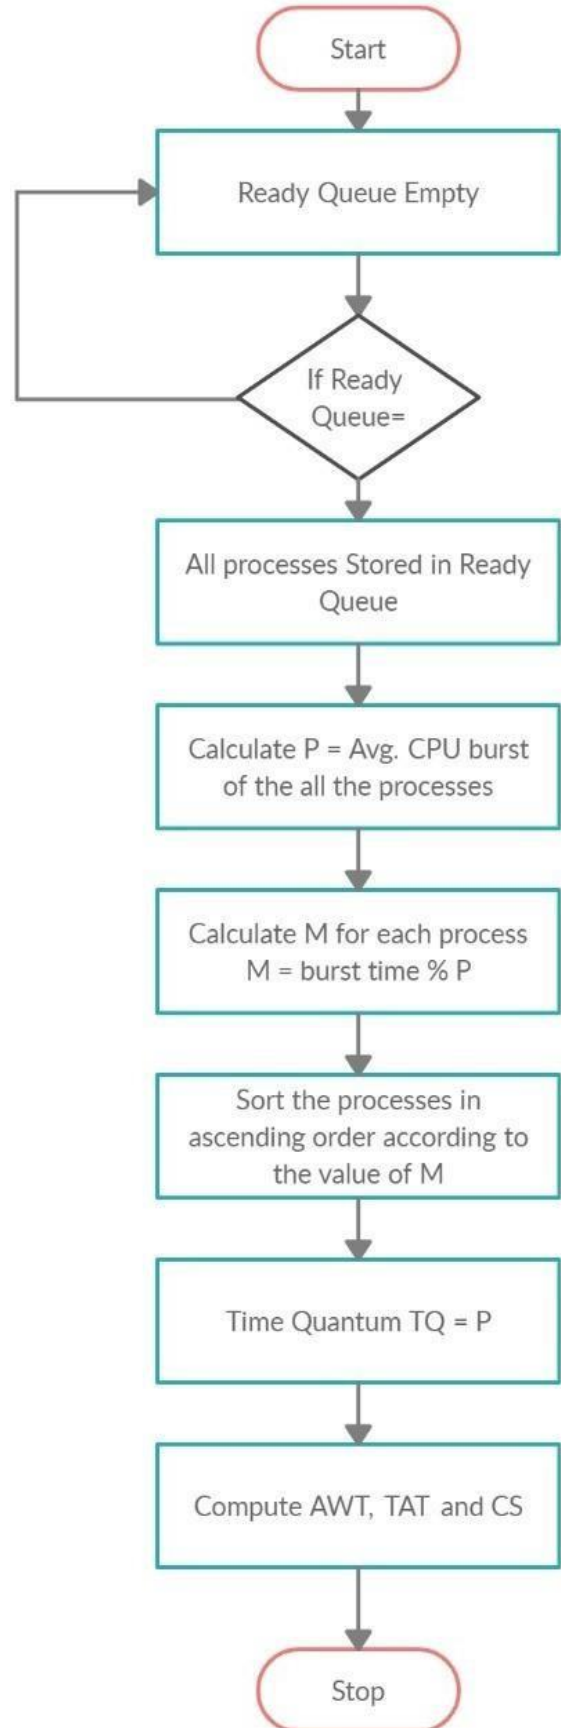 Start
Ready Queue Empty
If Ready
Queue=
All processes Stored in Ready
Queue
Calculate P = Avg. CPU burst
of the all the processes
Calculate M for each process
M = burst time % P
Sort the processes in
ascending order according to
the value of M
Time Quantum TQ = P
Compute AWT, TAT and CS
Stop